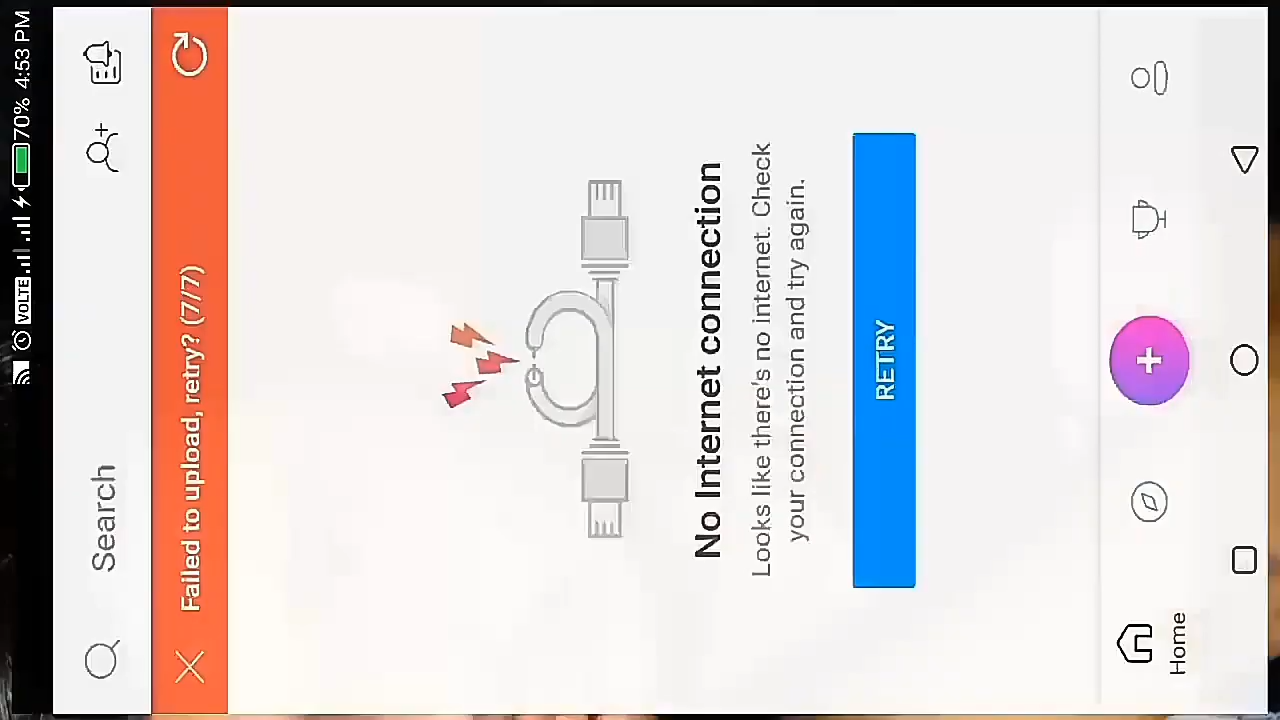 VOLTE 70% 4:53 PM
Search
Failed to upload, retry? (7/7)
No Internet connection
Looks like there's no internet. Check
your connection and try again.
RETRY
Home